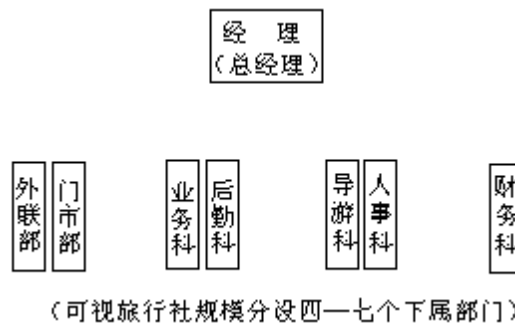 经 理
（总经理）
外联部
门市部
业务科
后勤科
导游科
人事科
财务科
（可视旅行社规模分设四—七个下属部门）